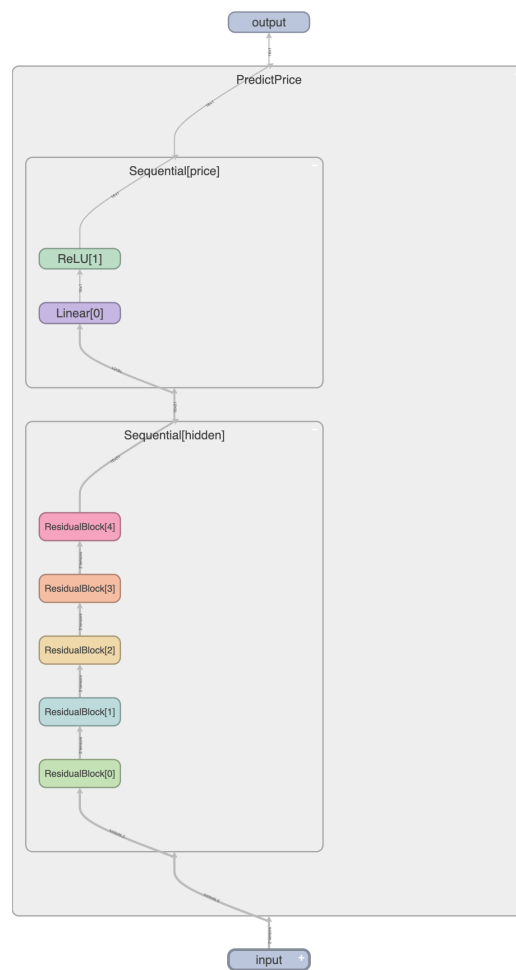 output
PredictPrice
Sequential[price]
ReLU[1]
Linear[0]
Sequential[hidden]
ResidualBlock[4]
ResidualBlock[3]
ResidualBlock[2]
ResidualBlock[1]
ResidualBlock[0]
input +